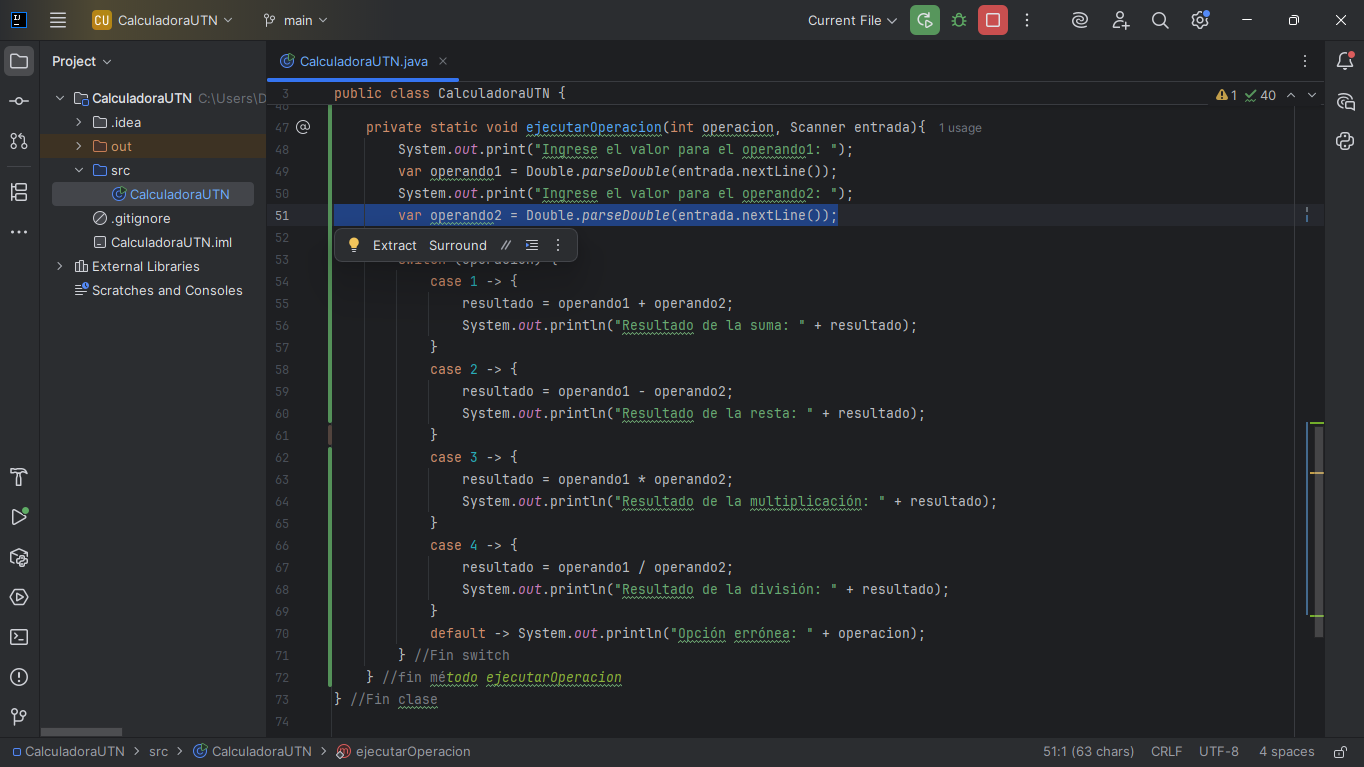 CU CalculadoraUTN main Current File
Project
CalculadoraUTN.java
CalculadoraUTN C:\Users\D
.idea
out
src
CalculadoraUTN
.gitignore
CalculadoraUTN.iml
External Libraries
Scratches and Consoles
3 public class CalculadoraUTN {
1 40
47 private static void ejecutarOperacion(int operacion, Scanner entrada){ 1 usage
48 System.out.print("Ingrese el valor para el operando1: ");
49 var operando1 = Double.parseDouble(entrada.nextLine());
50 System.out.print("Ingrese el valor para el operando2: ");
51 var operando2 = Double.parseDouble(entrada.nextLine());
52
Extract Surround
53
54 case 1 -> {
55 resultado = operando1 + operando2;
56 System.out.println("Resultado de la suma: " + resultado);
57 }
58 case 2 -> {
59 resultado = operando1 - operando2;
60 System.out.println("Resultado de la resta: " + resultado);
61 }
62 case 3 -> {
63 resultado = operando1 * operando2;
64 System.out.println("Resultado de la multiplicación: " + resultado);
65 }
66 case 4 -> {
67 resultado = operando1 / operando2;
68 System.out.println("Resultado de la división: " + resultado);
69 }
70 default -> System.out.println("Opción errónea: " + operacion);
71 } //Fin switch
72 } //fin método ejecutarOperacion
73 } //Fin clase
74
CalculadoraUTN > src > CalculadoraUTN > ejecutarOperacion 51:1 (63 chars) CRLF UTF-8 4 spaces